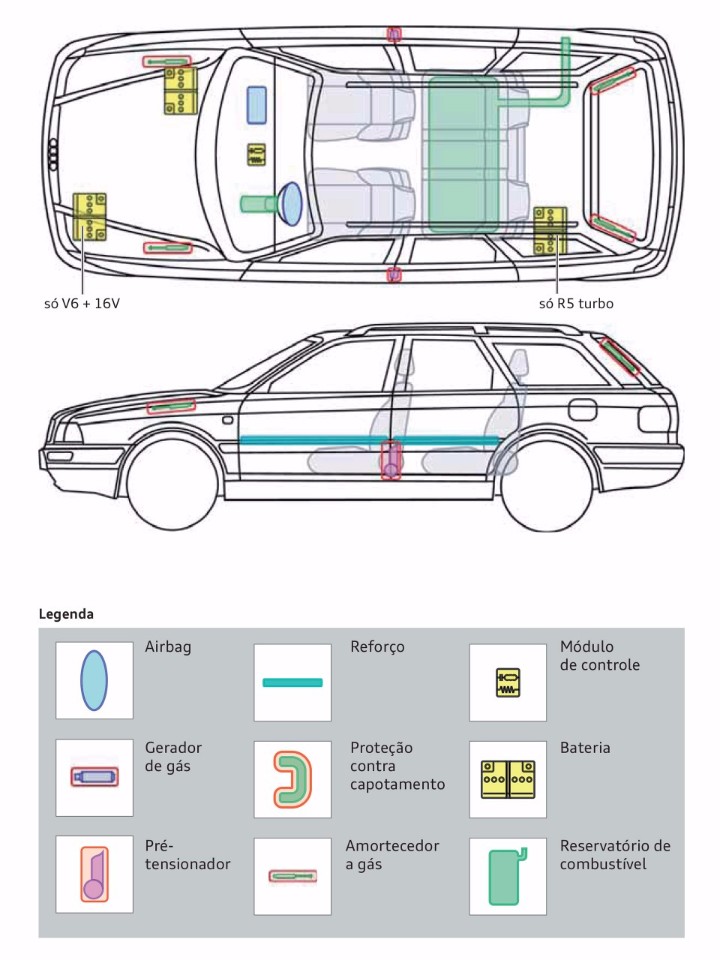 só V6 + 16V
só R5 turbo
Legenda
Airbag
Reforço
Módulo
de controle
Gerador
de gás
Proteção
contra
capotamento
Bateria
Pré-
tensionador
Amortecedor
a gás
Reservatório de
combustível